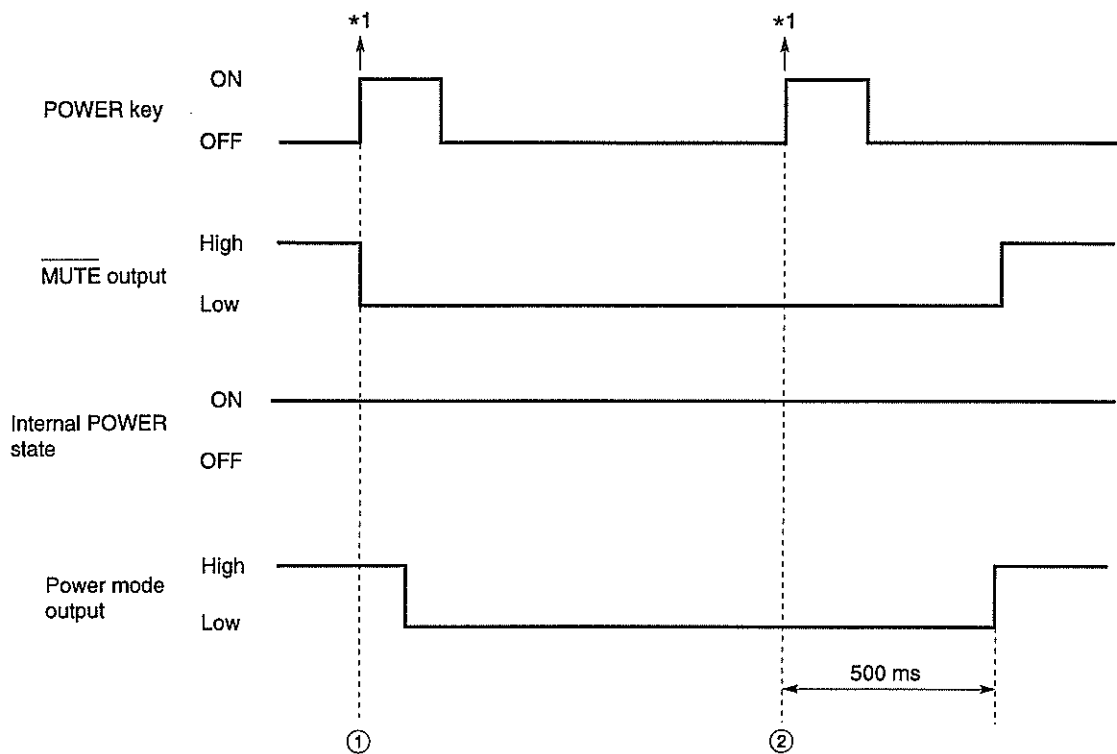 *1 *1
ON
POWER key
OFF
High
MUTE output
Low
ON
Internal POWER
state
OFF
High
Power mode
output
Low
500 ms
① ②